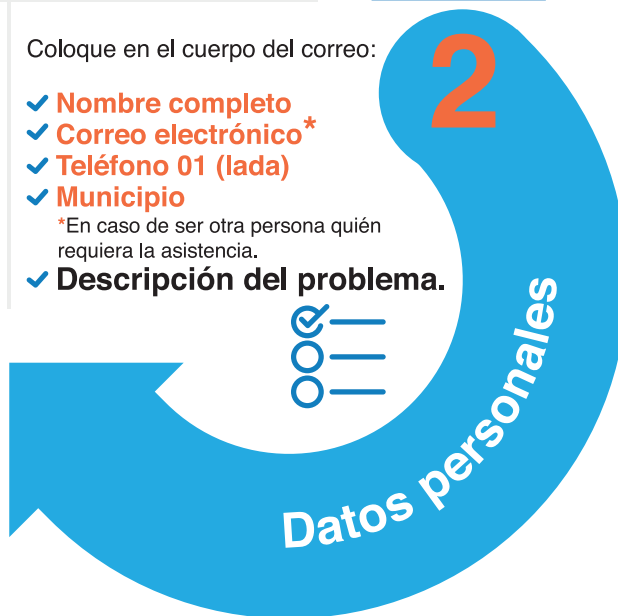 Coloque en el cuerpo del correo:
2
Nombre completo
Correo electrónico*
Teléfono 01 (lada)
Municipio
*En caso de ser otra persona quién
requiera la asistencia.
Descripción del problema.
Datos personales